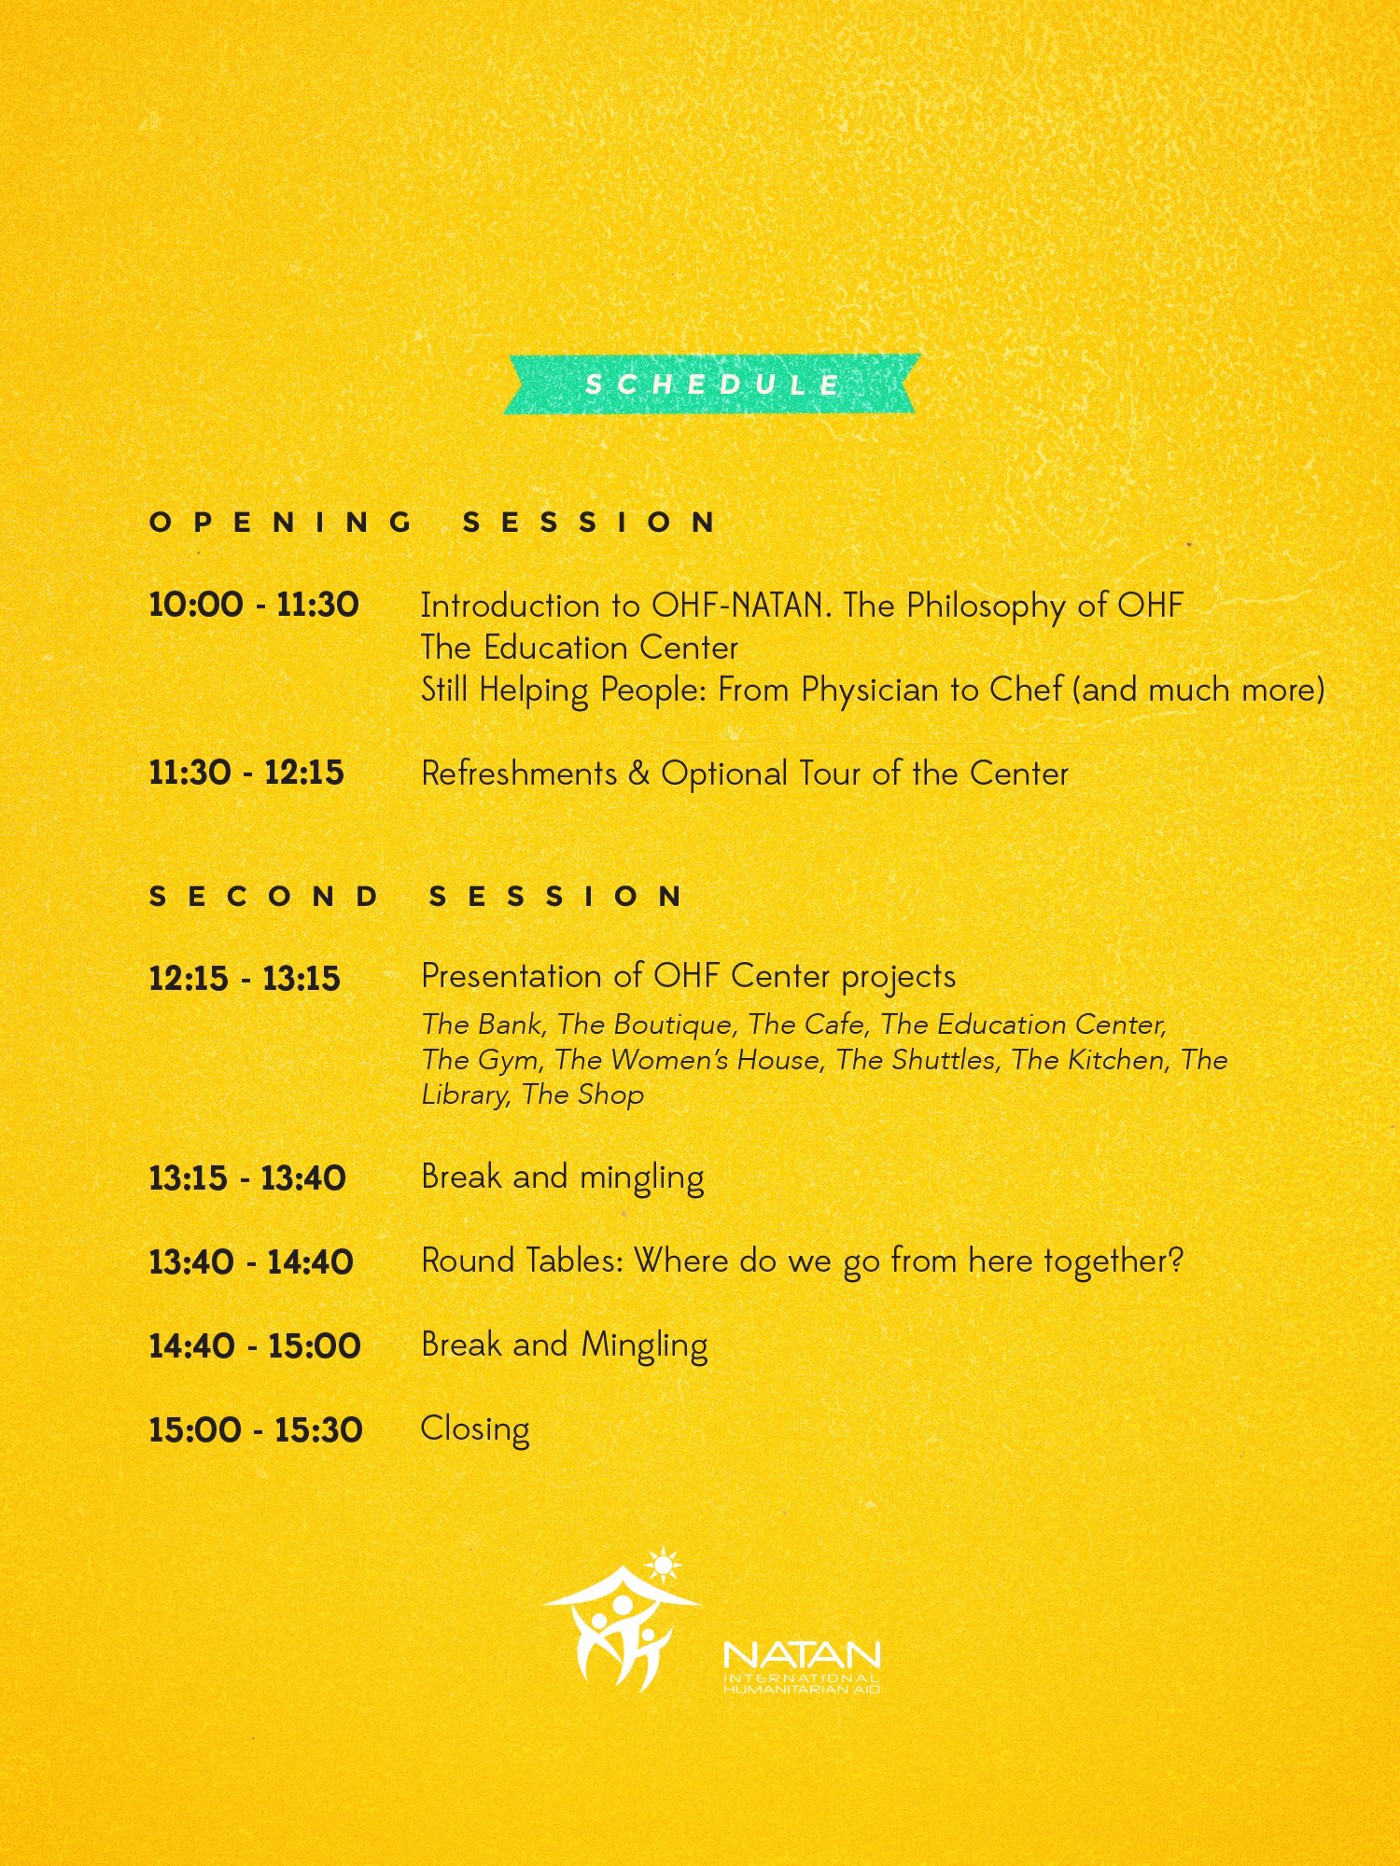 SCHEDULE
OPENING SESSION
10:00 - 11:30 Introduction to OHF-NATAN. The Philosophy of OHF
The Education Center
Still Helping People: From Physician to Chef (and much more)
11:30 - 12:15 Refreshments & Optional Tour of the Center
SECOND SESSION
12:15 - 13:15 Presentation of OHF Center projects
The Bank, The Boutique, The Cafe, The Education Center,
The Gym, The Women's House, The Shuttles, The Kitchen, The
Library, The Shop
13:15 - 13:40 Break and mingling
13:40 - 14:40 Round Tables: Where do we go from here together?
14:40 - 15:00 Break and Mingling
15:00 - 15:30 Closing
NATAN
INTERNATIONAL
HUMANITARIAN AID